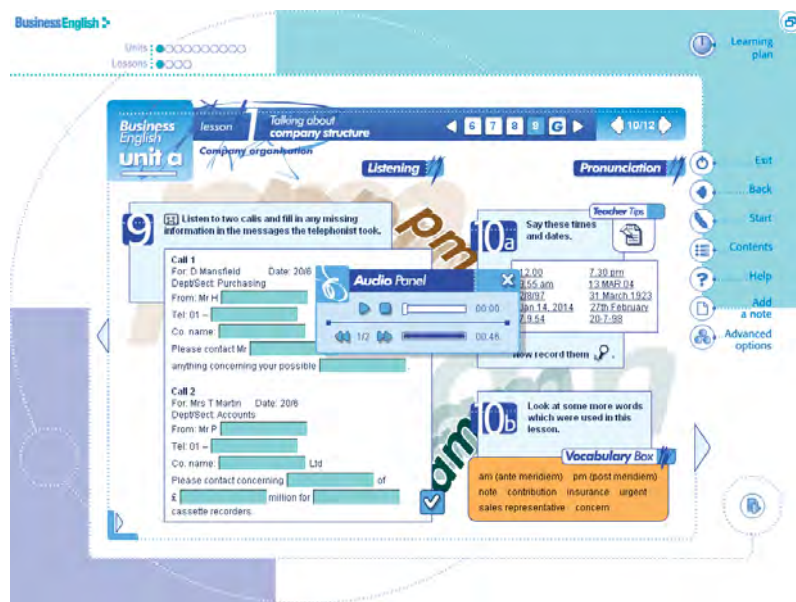 Business English
Units :
Lessons :
Learning plan
Business English
unit a
lesson 1
Talking about company structure
Company organisation
6 7 8 9 G
10/12
Listening
Pronunciation
9
Listen to two calls and fill in any missing
information in the messages the telephonist took.
Call 1
For: D Mansfield Date: 20/6
Dept/Sect: Purchasing
From: Mr H
Tel: 01 –
Co. name:
Please contact Mr
anything concerning your possible .
Call 2
For: Mrs T Martin Date: 20/6
Dept/Sect: Accounts
From: Mr P
Tel: 01 –
Co. name: Ltd
Please contact concerning of
£ million for
cassette recorders.
pm
am
Audio Panel
00:00
1/2
00:46
10a
Say these times
and dates.
Teacher Tips
12.00 7.30 pm
9.55 am 13 MAR 04
2/8/97 31 March 1923
Jan 14, 2014 27th February
7.9.54 20-7-98
Now record them .
10b
Look at some more words
which were used in this
lesson.
Vocabulary Box
am (ante meridiem) pm (post meridiem)
note contribution insurance urgent
sales representative concern
Exit
Back
Start
Contents
Help
Add
a note
Advanced
options